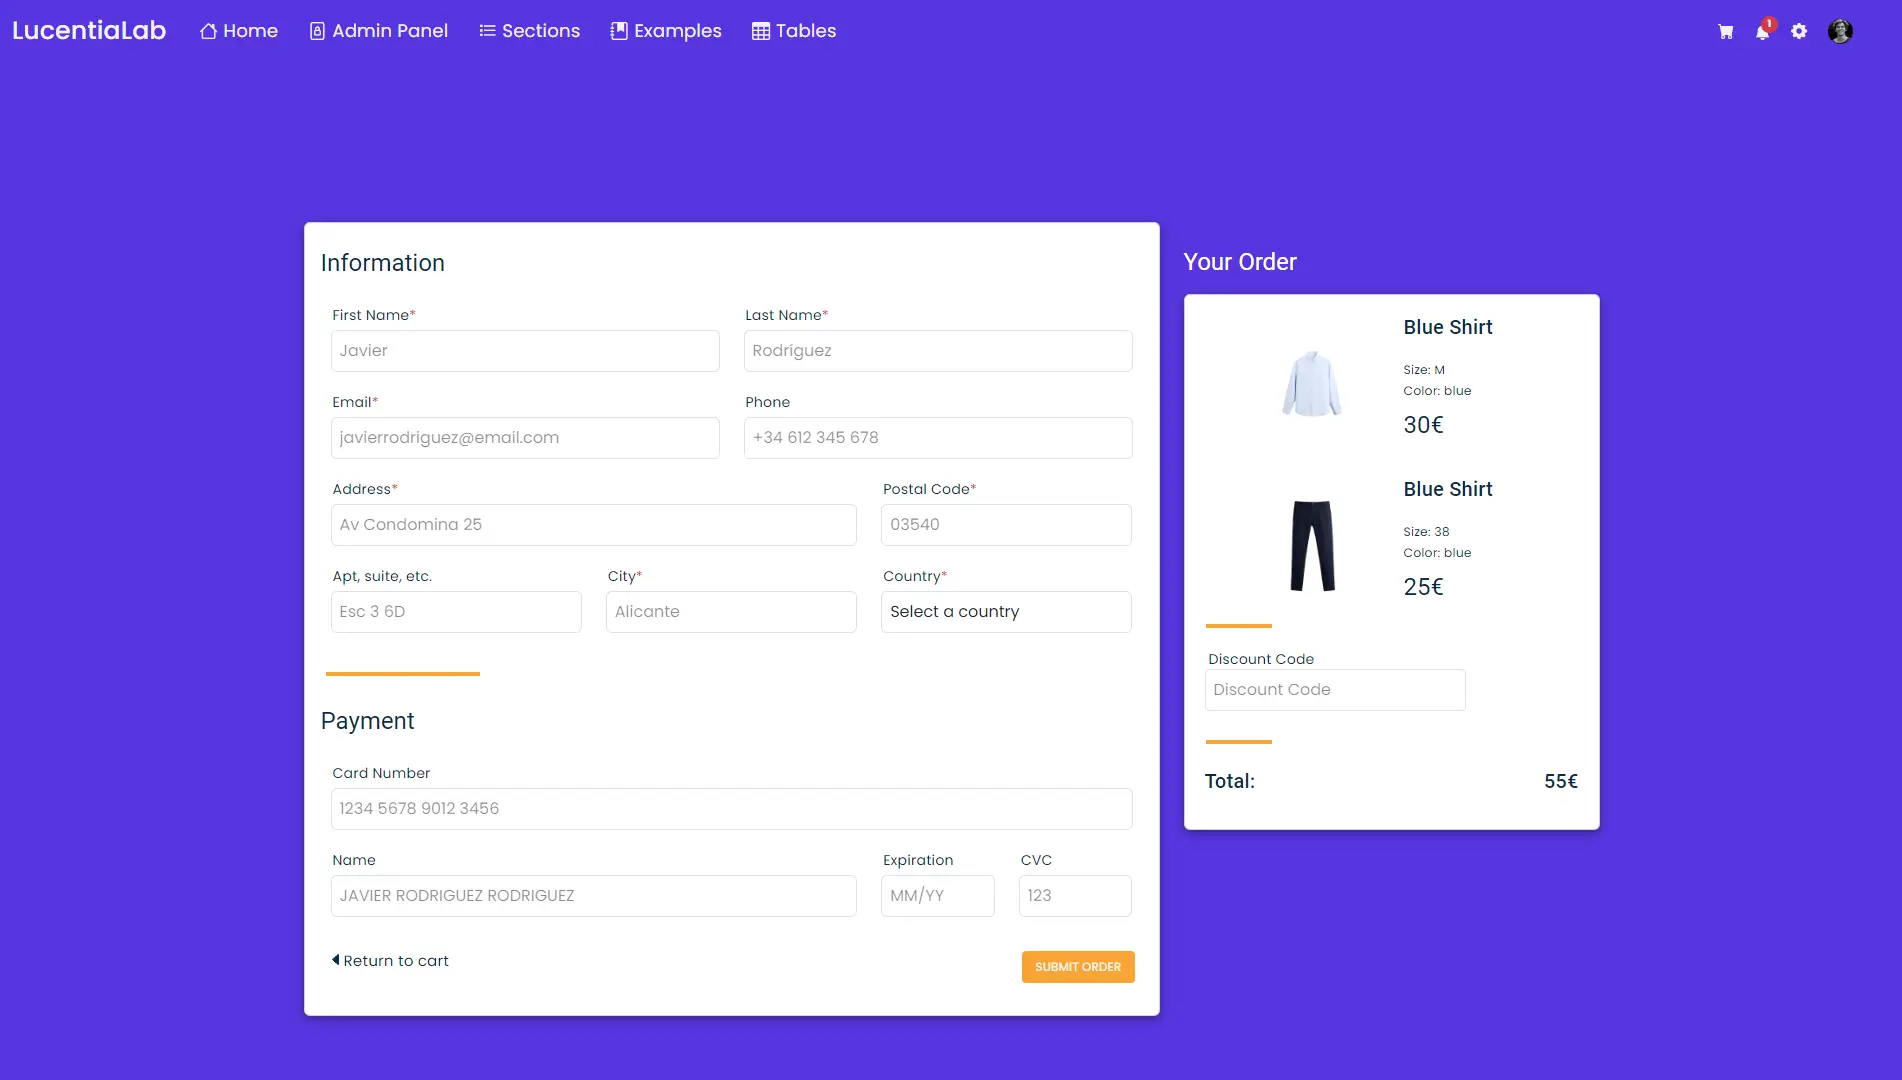 LucentiaLab Home Admin Panel Sections Examples Tables 1
Information
First Name* Last Name*
Javier Rodríguez
Email* Phone
javierrodriguez@email.com +34 612 345 678
Address* Postal Code*
Av Condomina 25 03540
Apt, suite, etc. City* Country*
Esc 3 6D Alicante Select a country
Payment
Card Number
1234 5678 9012 3456
Name Expiration CVC
JAVIER RODRIGUEZ RODRIGUEZ MM/YY 123
Return to cart SUBMIT ORDER
Your Order
Blue Shirt
Size: M
Color: blue
30€
Blue Shirt
Size: 38
Color: blue
25€
Discount Code
Discount Code
Total: 55€